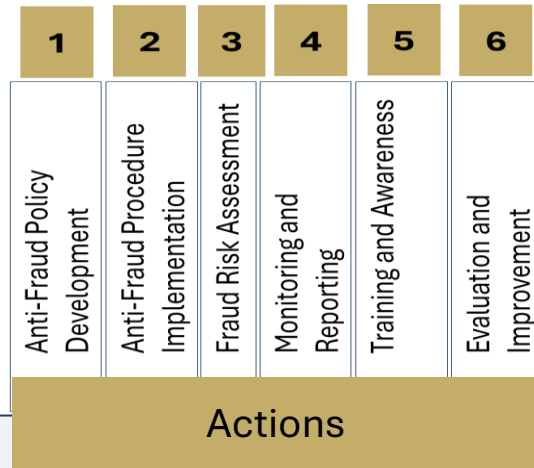 1
2
3
4
5
6
Anti-Fraud Policy
Development
Anti-Fraud Procedure
Implementation
Fraud Risk Assessment
Monitoring and
Reporting
Training and Awareness
Evaluation and
Improvement
Actions